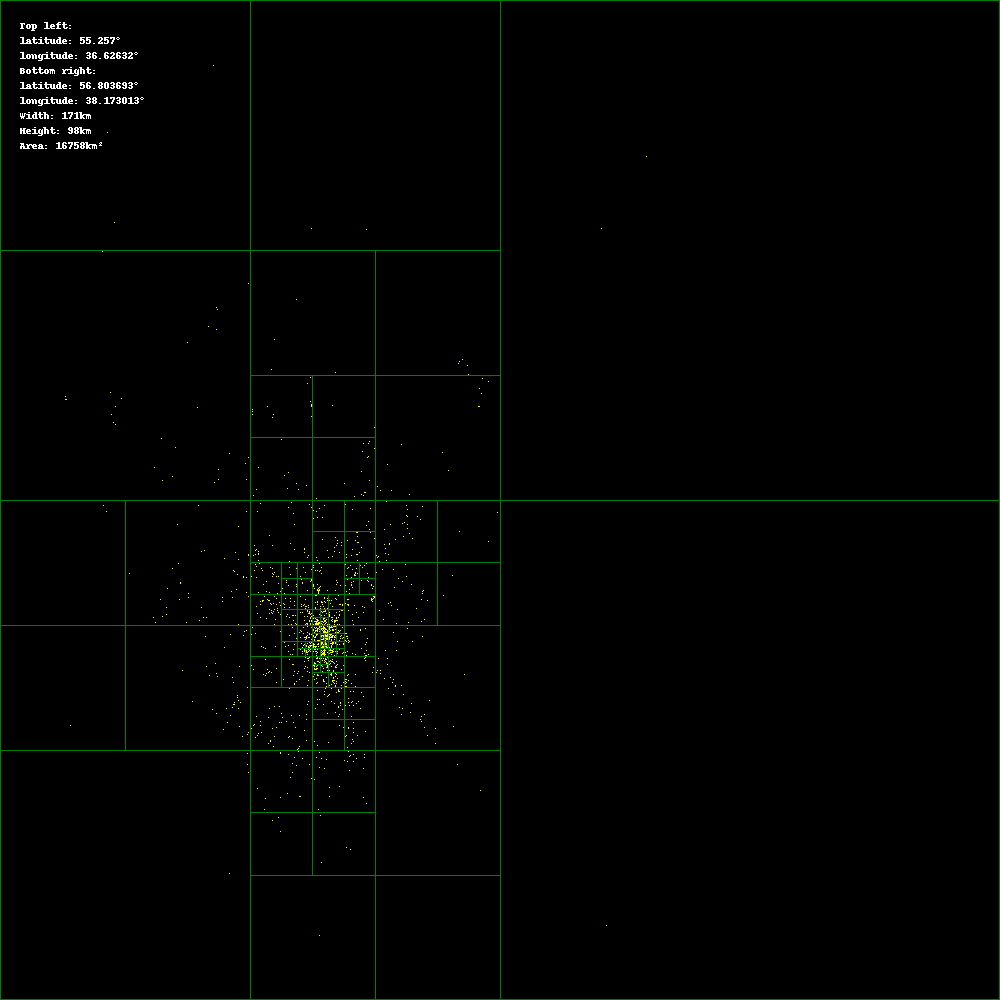 Top left:
latitude: 55.257°
longitude: 36.62632°
Bottom right:
latitude: 56.803693°
longitude: 38.173013°
Width: 171km
Height: 98km
Area: 16758km²